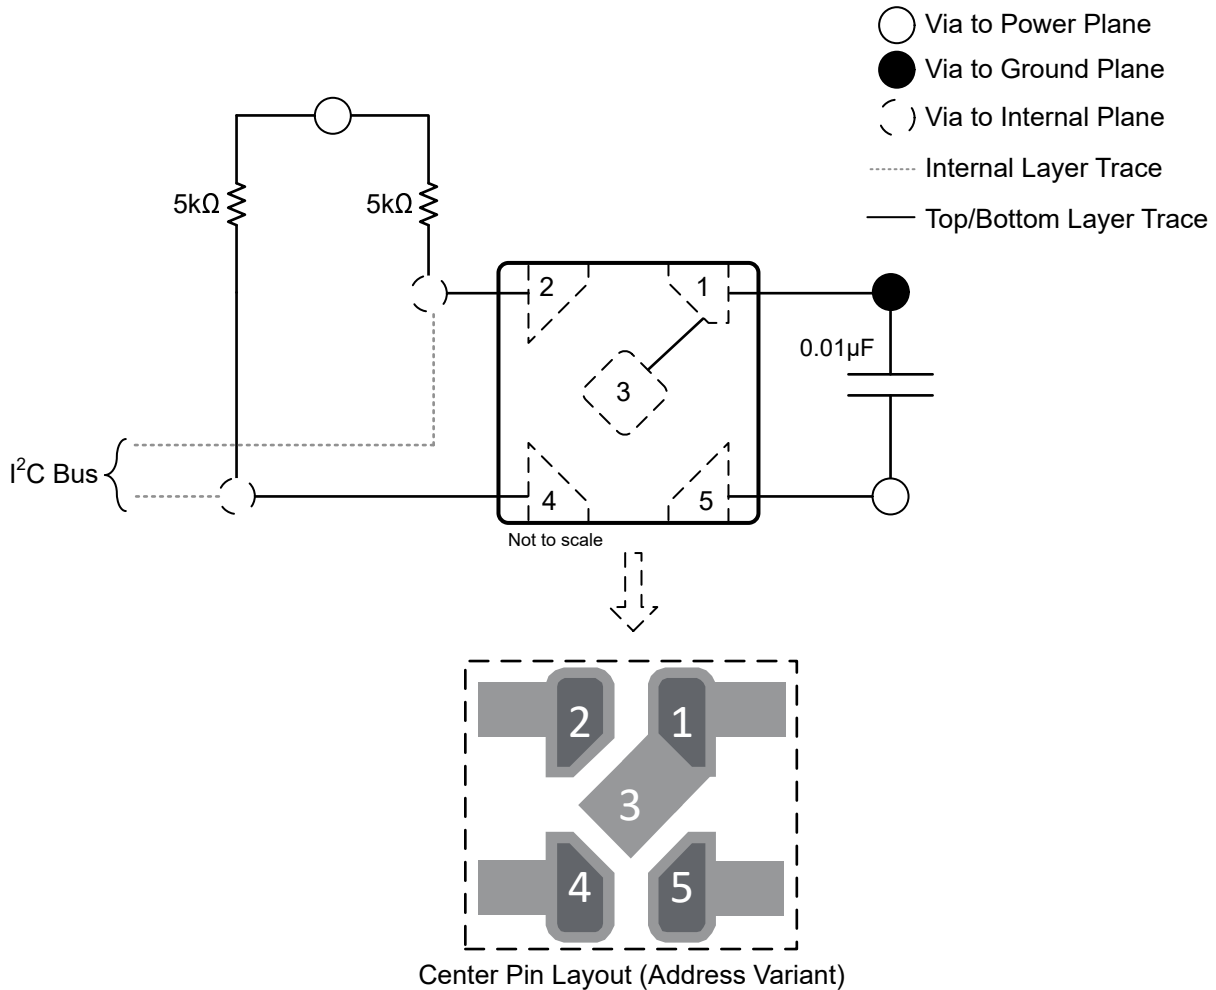 Via to Power Plane
Via to Ground Plane
Via to Internal Plane
Internal Layer Trace
Top/Bottom Layer Trace
5kΩ
5kΩ
2
1
0.01µF
3
I²C Bus
4
5
Not to scale
2
1
3
4
5
Center Pin Layout (Address Variant)